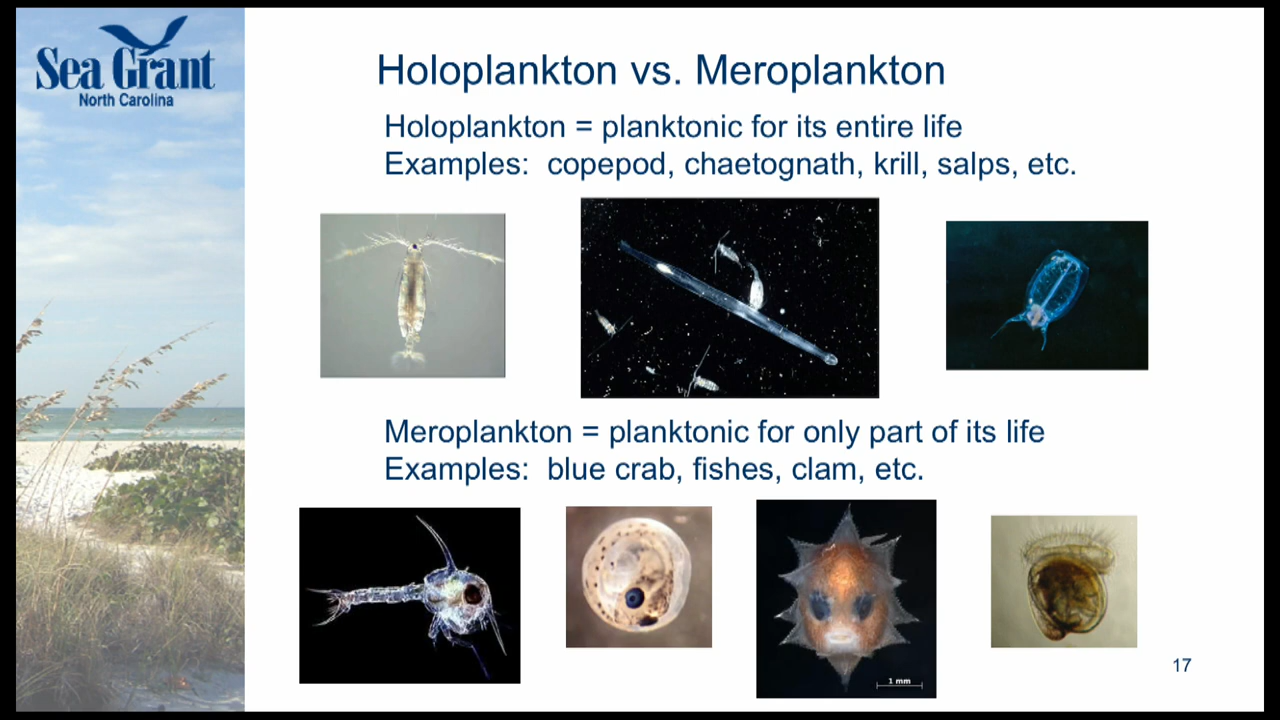 Sea Grant
North Carolina
Holoplankton vs. Meroplankton
Holoplankton = planktonic for its entire life
Examples: copepod, chaetognath, krill, salps, etc.
Meroplankton = planktonic for only part of its life
Examples: blue crab, fishes, clam, etc.
1 mm
17